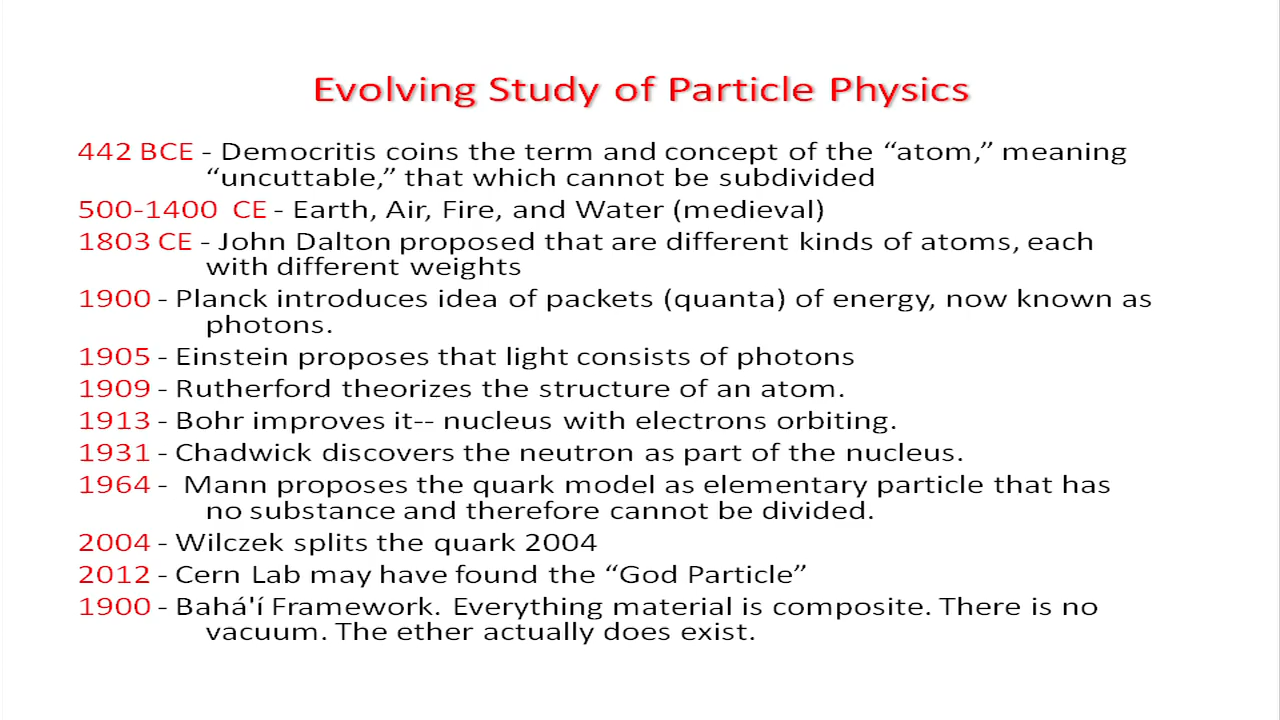 Evolving Study of Particle Physics
442 BCE - Democritis coins the term and concept of the “atom,” meaning
“uncuttable,” that which cannot be subdivided
500-1400 CE - Earth, Air, Fire, and Water (medieval)
1803 CE - John Dalton proposed that are different kinds of atoms, each
with different weights
1900 - Planck introduces idea of packets (quanta) of energy, now known as
photons.
1905 - Einstein proposes that light consists of photons
1909 - Rutherford theorizes the structure of an atom.
1913 - Bohr improves it-- nucleus with electrons orbiting.
1931 - Chadwick discovers the neutron as part of the nucleus.
1964 - Mann proposes the quark model as elementary particle that has
no substance and therefore cannot be divided.
2004 - Wilczek splits the quark 2004
2012 - Cern Lab may have found the “God Particle”
1900 - Bahá'í Framework. Everything material is composite. There is no
vacuum. The ether actually does exist.